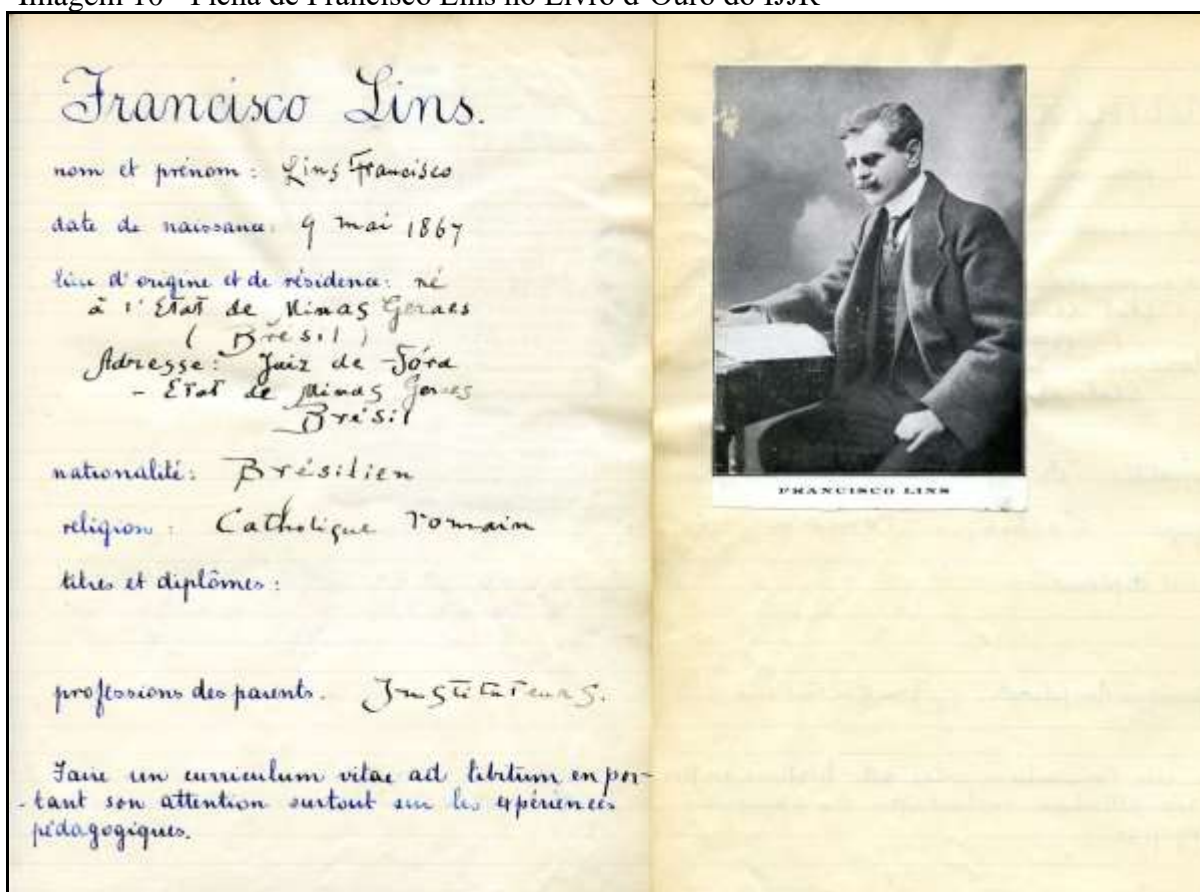 Imagem 10 - Ficha de Francisco Lins no Livro d'Ouro do IJJR
Francisco Lins.
nom et prénom : Lins Francisco
date de naissance : 9 mai 1867
lieu d'origine et de résidence : né
à l'État de Minas Geraes
( Brésil )
Adresse : Juiz de Fóra
- État de Minas Geraes
Brésil
nationalité : Brésilien
religion : Catholique romain
titres et diplômes :
professions des parents. Instituteurs.
Faire un curriculum vitae ad libitum en por-
-tant son attention surtout sur les expériences
pédagogiques.
FRANCISCO LINS